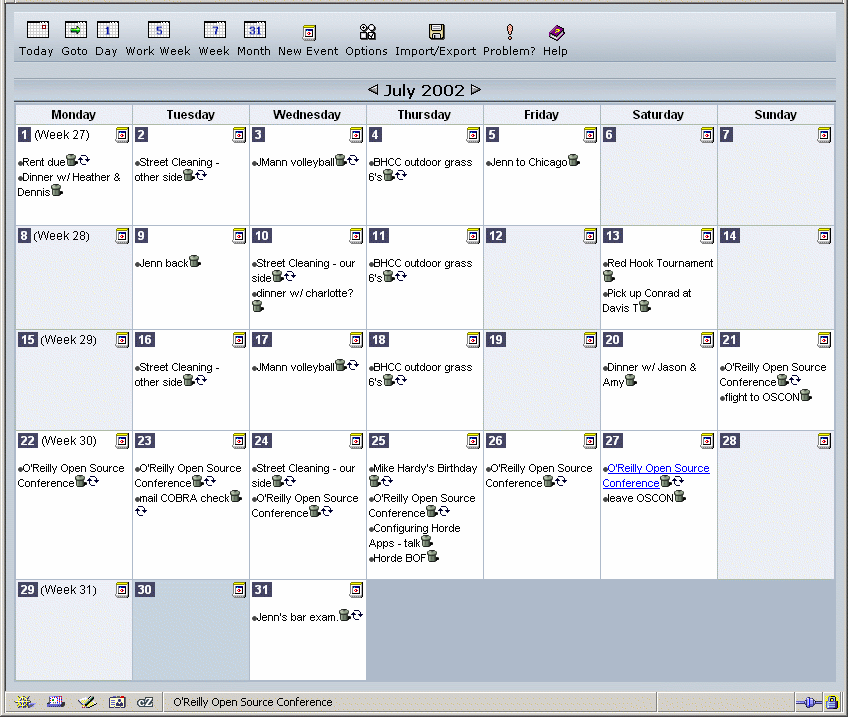 Today Goto Day Work Week Week Month New Event Options Import/Export Problem? Help
July 2002
Monday Tuesday Wednesday Thursday Friday Saturday Sunday
1 (Week 27)
Rent due
Dinner w/ Heather &
Dennis
2
Street Cleaning -
other side
3
JMann volleyball
4
BHCC outdoor grass
6's
5
Jenn to Chicago
6
7
8 (Week 28)
9
Jenn back
10
Street Cleaning - our
side
dinner w/ charlotte?
11
BHCC outdoor grass
6's
12
13
Red Hook Tournament
Pick up Conrad at
Davis T
14
15 (Week 29)
16
Street Cleaning -
other side
17
JMann volleyball
18
BHCC outdoor grass
6's
19
20
Dinner w/ Jason &
Amy
21
O'Reilly Open Source
Conference
flight to OSCON
22 (Week 30)
O'Reilly Open Source
Conference
23
O'Reilly Open Source
Conference
mail COBRA check
24
Street Cleaning - our
side
O'Reilly Open Source
Conference
25
Mike Hardy's Birthday
O'Reilly Open Source
Conference
Configuring Horde
Apps - talk
Horde BOF
26
O'Reilly Open Source
Conference
27
O'Reilly Open Source
Conference
leave OSCON
28
29 (Week 31)
30
31
Jenn's bar exam.
cZ O'Reilly Open Source Conference